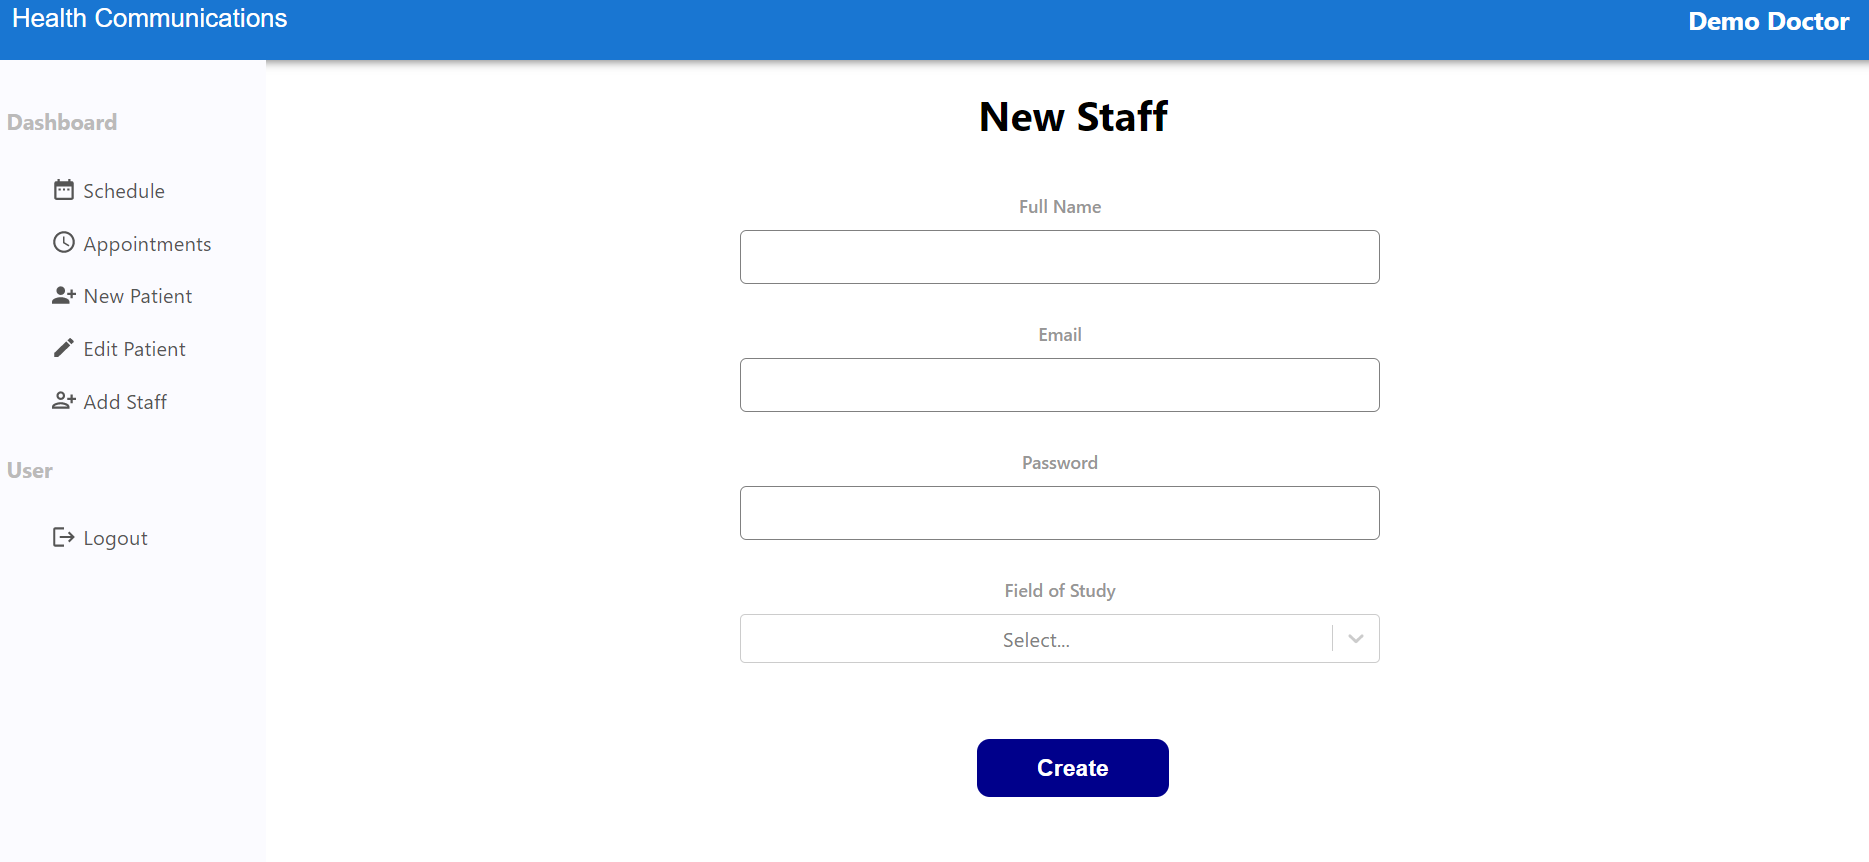 Health Communications
Demo Doctor
Dashboard
Schedule
Appointments
New Patient
Edit Patient
Add Staff
User
Logout
New Staff
Full Name
Email
Password
Field of Study
Select...
Create